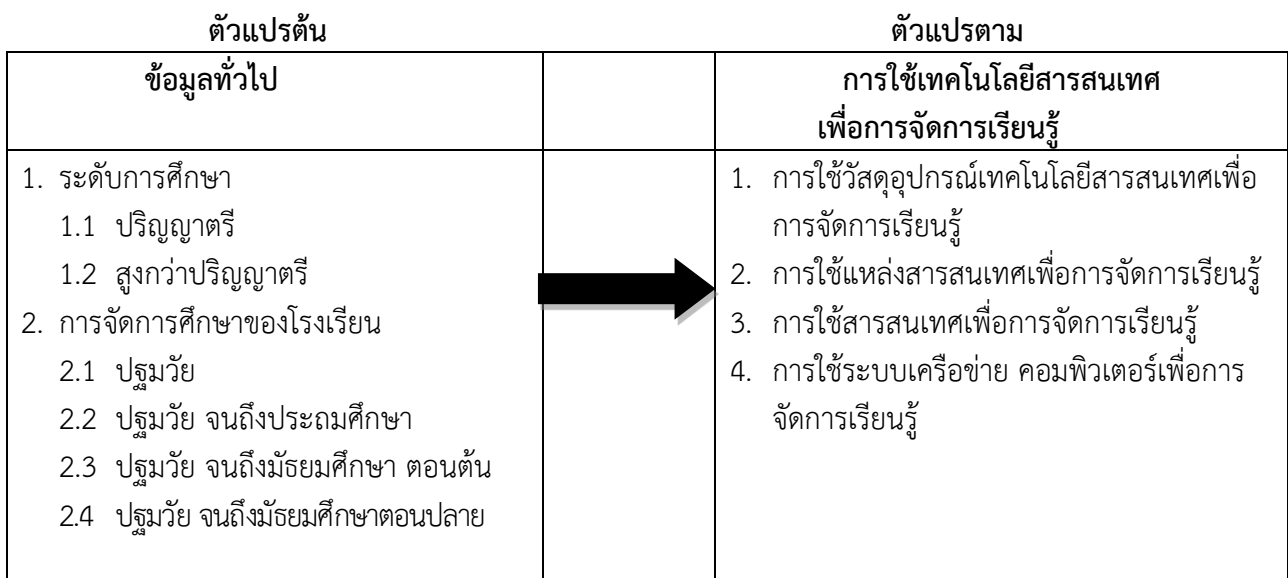 ตัวแปรต้น
ตัวแปรตาม
ข้อมูลทั่วไป
การใช้เทคโนโลยีสารสนเทศ
เพื่อการจัดการเรียนรู้
1. ระดับการศึกษา
1.1 ปริญญาตรี
1.2 สูงกว่าปริญญาตรี
2. การจัดการศึกษาของโรงเรียน
2.1 ปฐมวัย
2.2 ปฐมวัย จนถึงประถมศึกษา
2.3 ปฐมวัย จนถึงมัธยมศึกษา ตอนต้น
2.4 ปฐมวัย จนถึงมัธยมศึกษาตอนปลาย
1. การใช้วัสดุอุปกรณ์เทคโนโลยีสารสนเทศเพื่อ
การจัดการเรียนรู้
2. การใช้แหล่งสารสนเทศเพื่อการจัดการเรียนรู้
3. การใช้สารสนเทศเพื่อการจัดการเรียนรู้
4. การใช้ระบบเครือข่าย คอมพิวเตอร์เพื่อการ
จัดการเรียนรู้